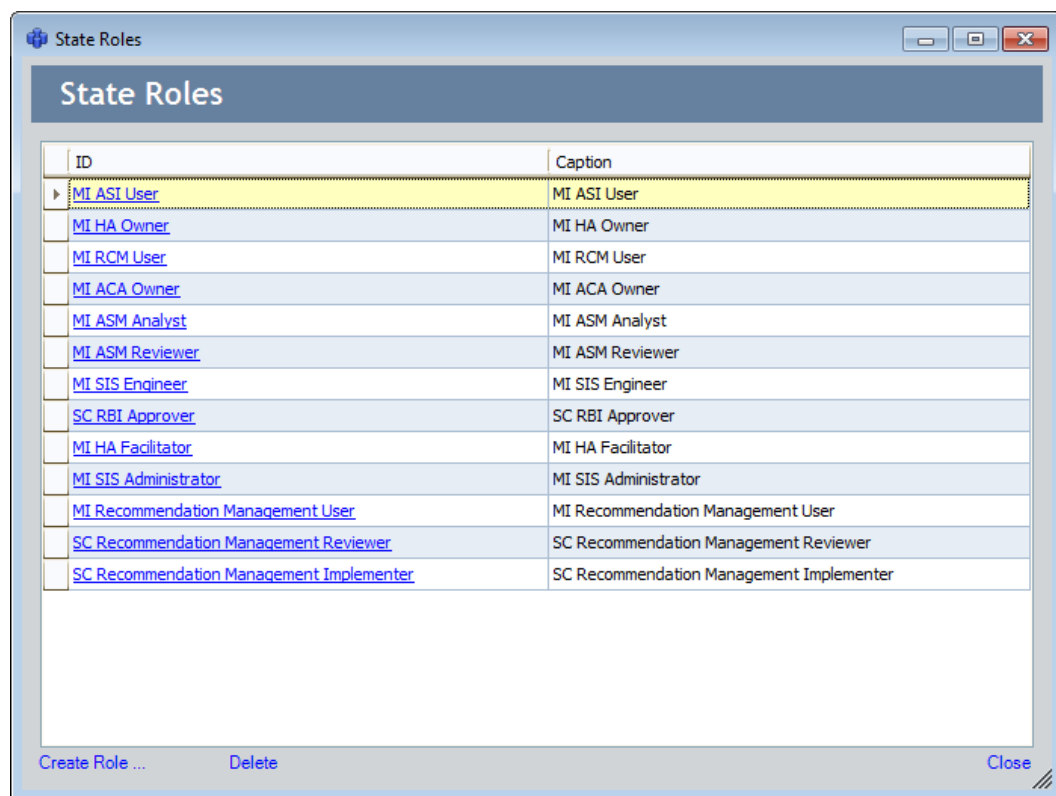 State Roles
State Roles
ID Caption
MI ASI User MI ASI User
MI HA Owner MI HA Owner
MI RCM User MI RCM User
MI ACA Owner MI ACA Owner
MI ASM Analyst MI ASM Analyst
MI ASM Reviewer MI ASM Reviewer
MI SIS Engineer MI SIS Engineer
SC RBI Approver SC RBI Approver
MI HA Facilitator MI HA Facilitator
MI SIS Administrator MI SIS Administrator
MI Recommendation Management User MI Recommendation Management User
SC Recommendation Management Reviewer SC Recommendation Management Reviewer
SC Recommendation Management Implementer SC Recommendation Management Implementer
Create Role ... Delete Close